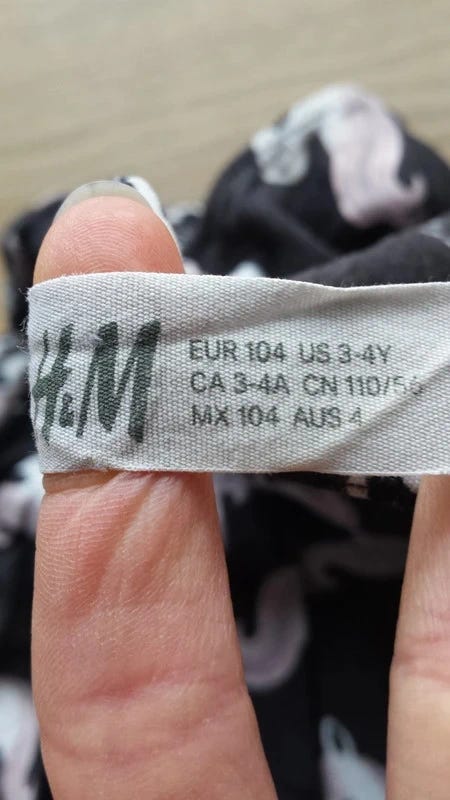 H&M
EUR 104 US 3-4Y
CA 3-4A CN 110/56
MX 104 AUS 4